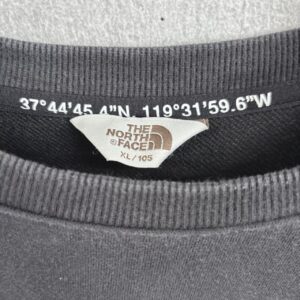 37°44'45.4"N, 119°31'59.6"W
THE
NORTH
FACE
XL/105